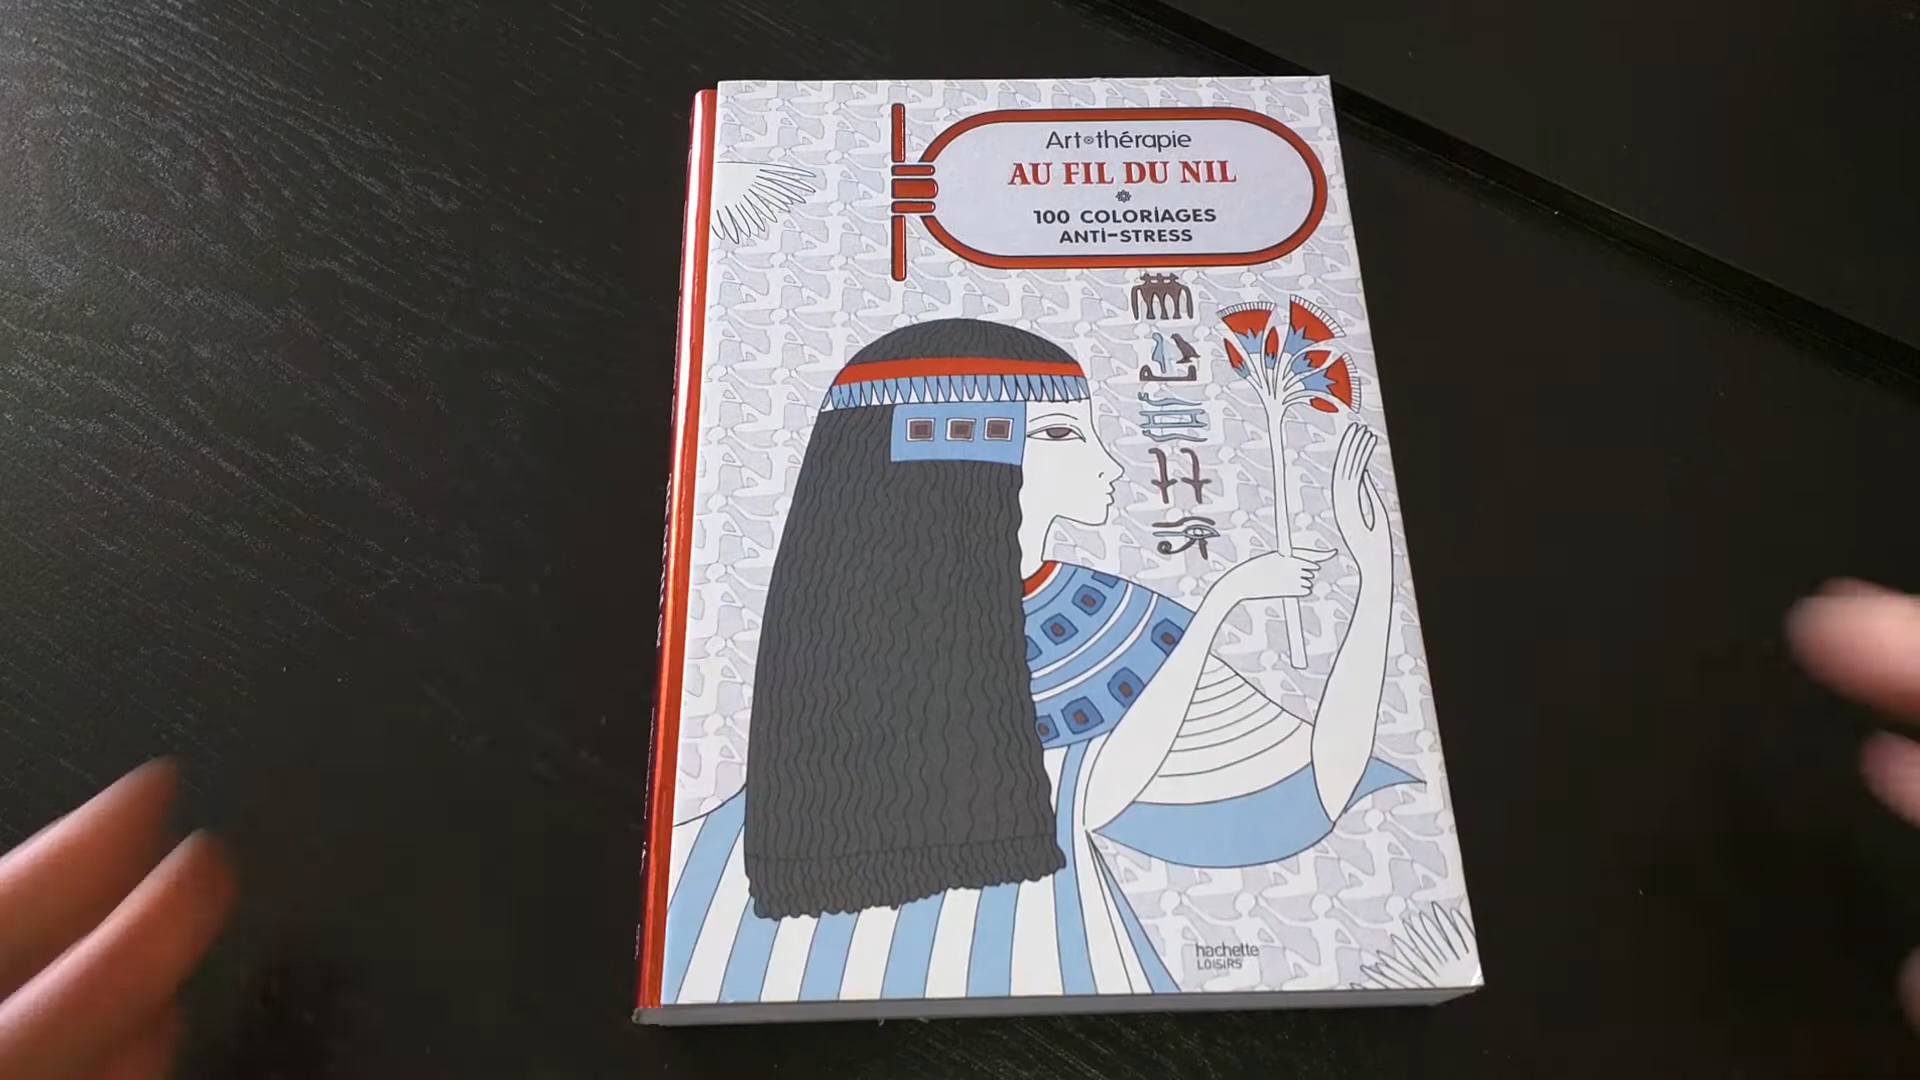 Art thérapie
AU FIL DU NIL
100 COLORIAGES
ANTI-STRESS
hachette
LOISIRS